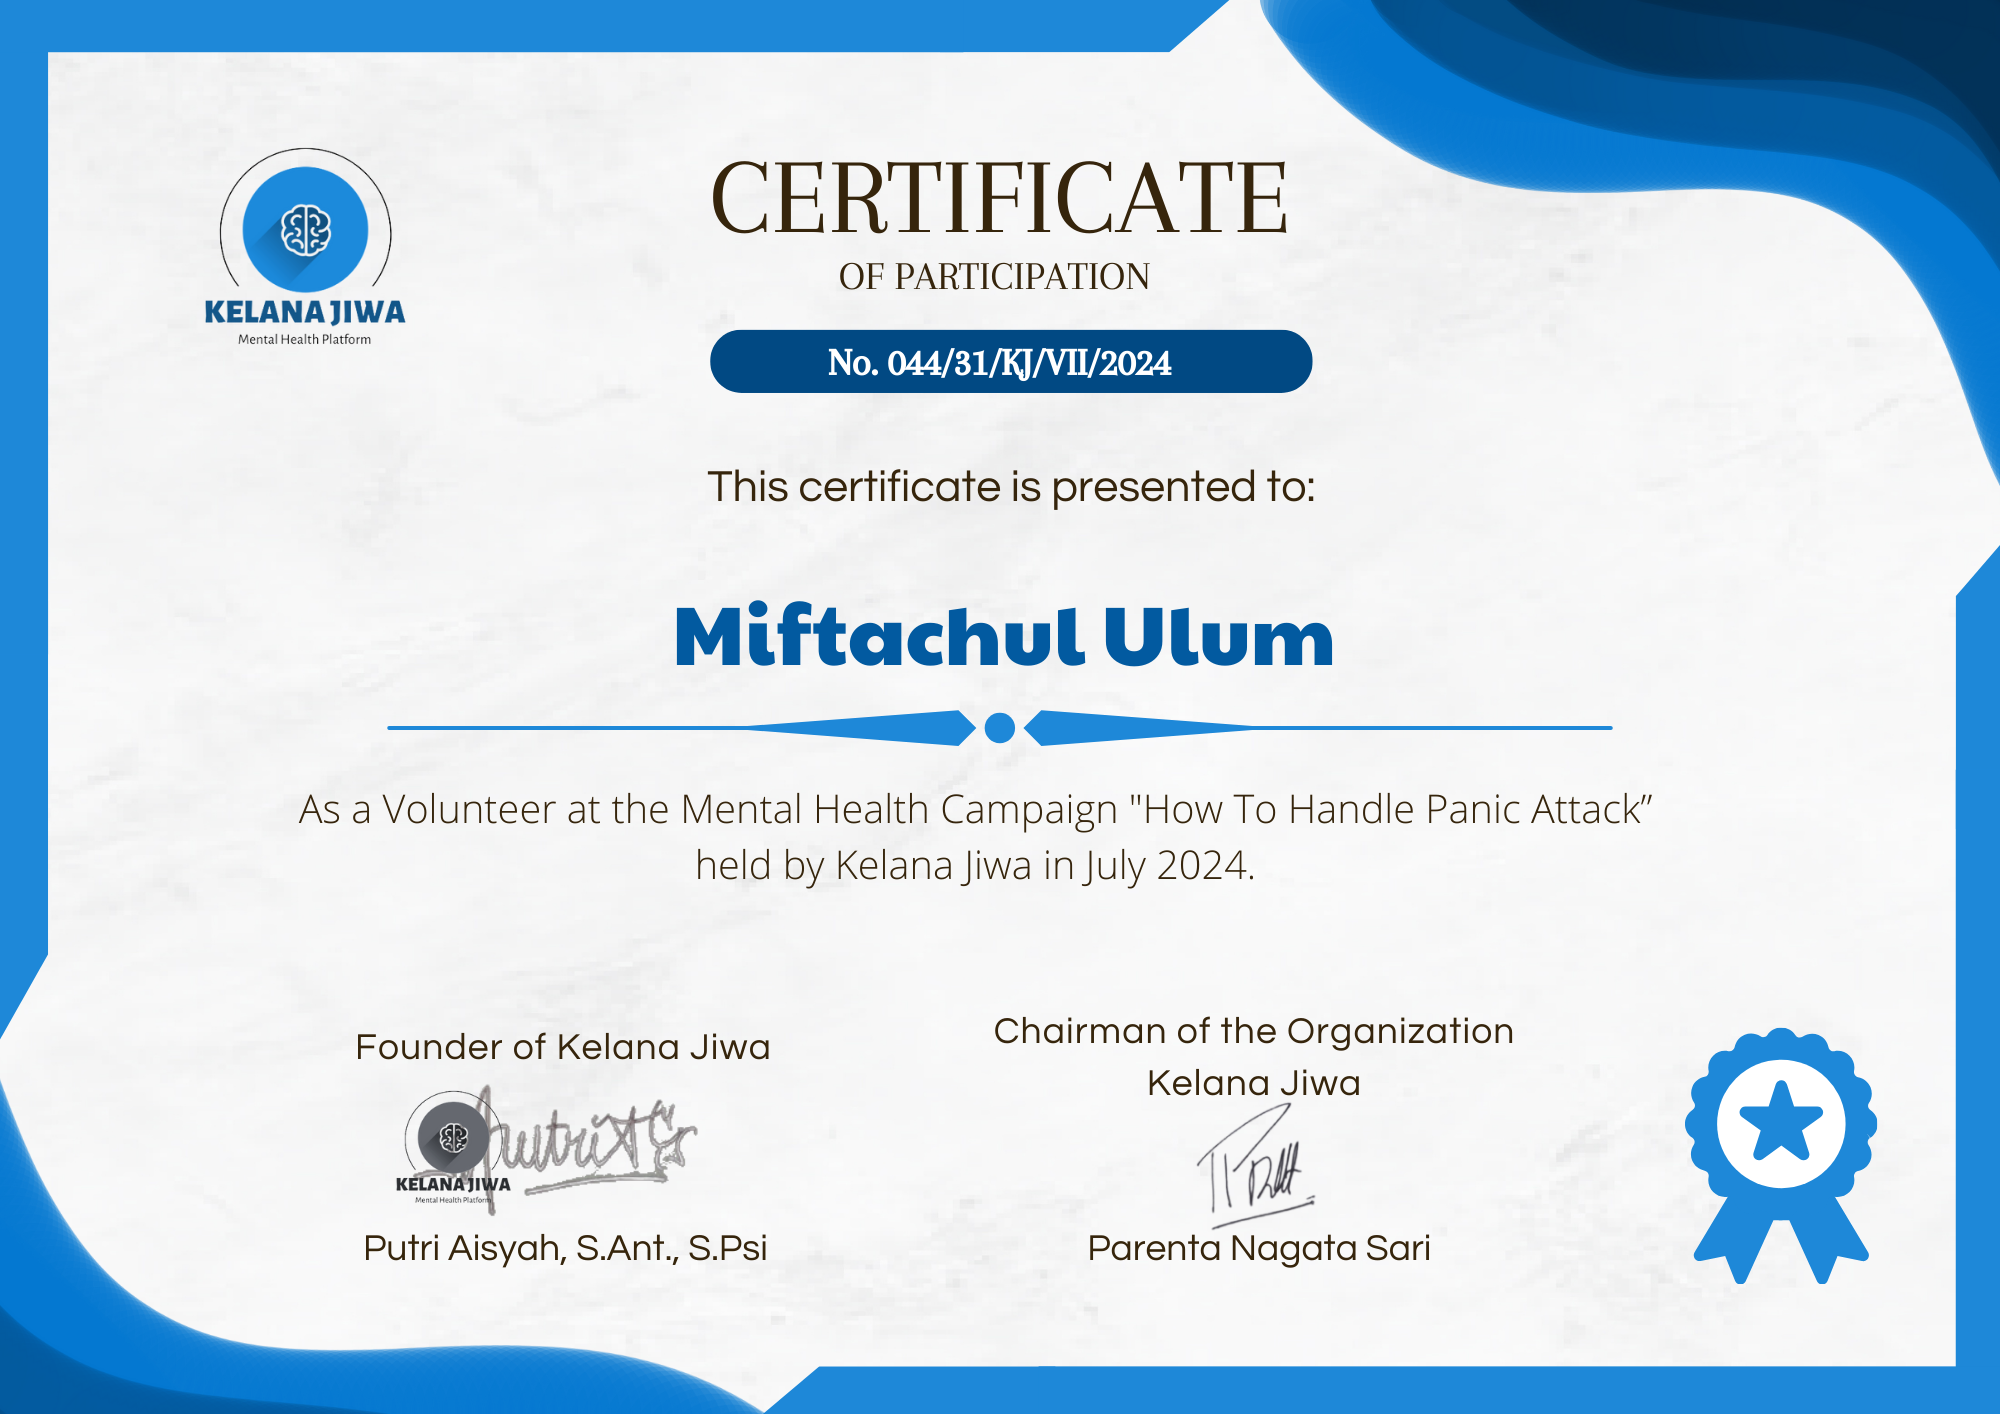 KELANA JIWA
Mental Health Platform
CERTIFICATE
OF PARTICIPATION
No. 044/31/KJ/VII/2024
This certificate is presented to:
Miftachul Ulum
As a Volunteer at the Mental Health Campaign "How To Handle Panic Attack”
held by Kelana Jiwa in July 2024.
Founder of Kelana Jiwa
KELANA JIWA
Mental Health Platform
Putri Aisyah, S.Ant., S.Psi
Chairman of the Organization
Kelana Jiwa
Parenta Nagata Sari